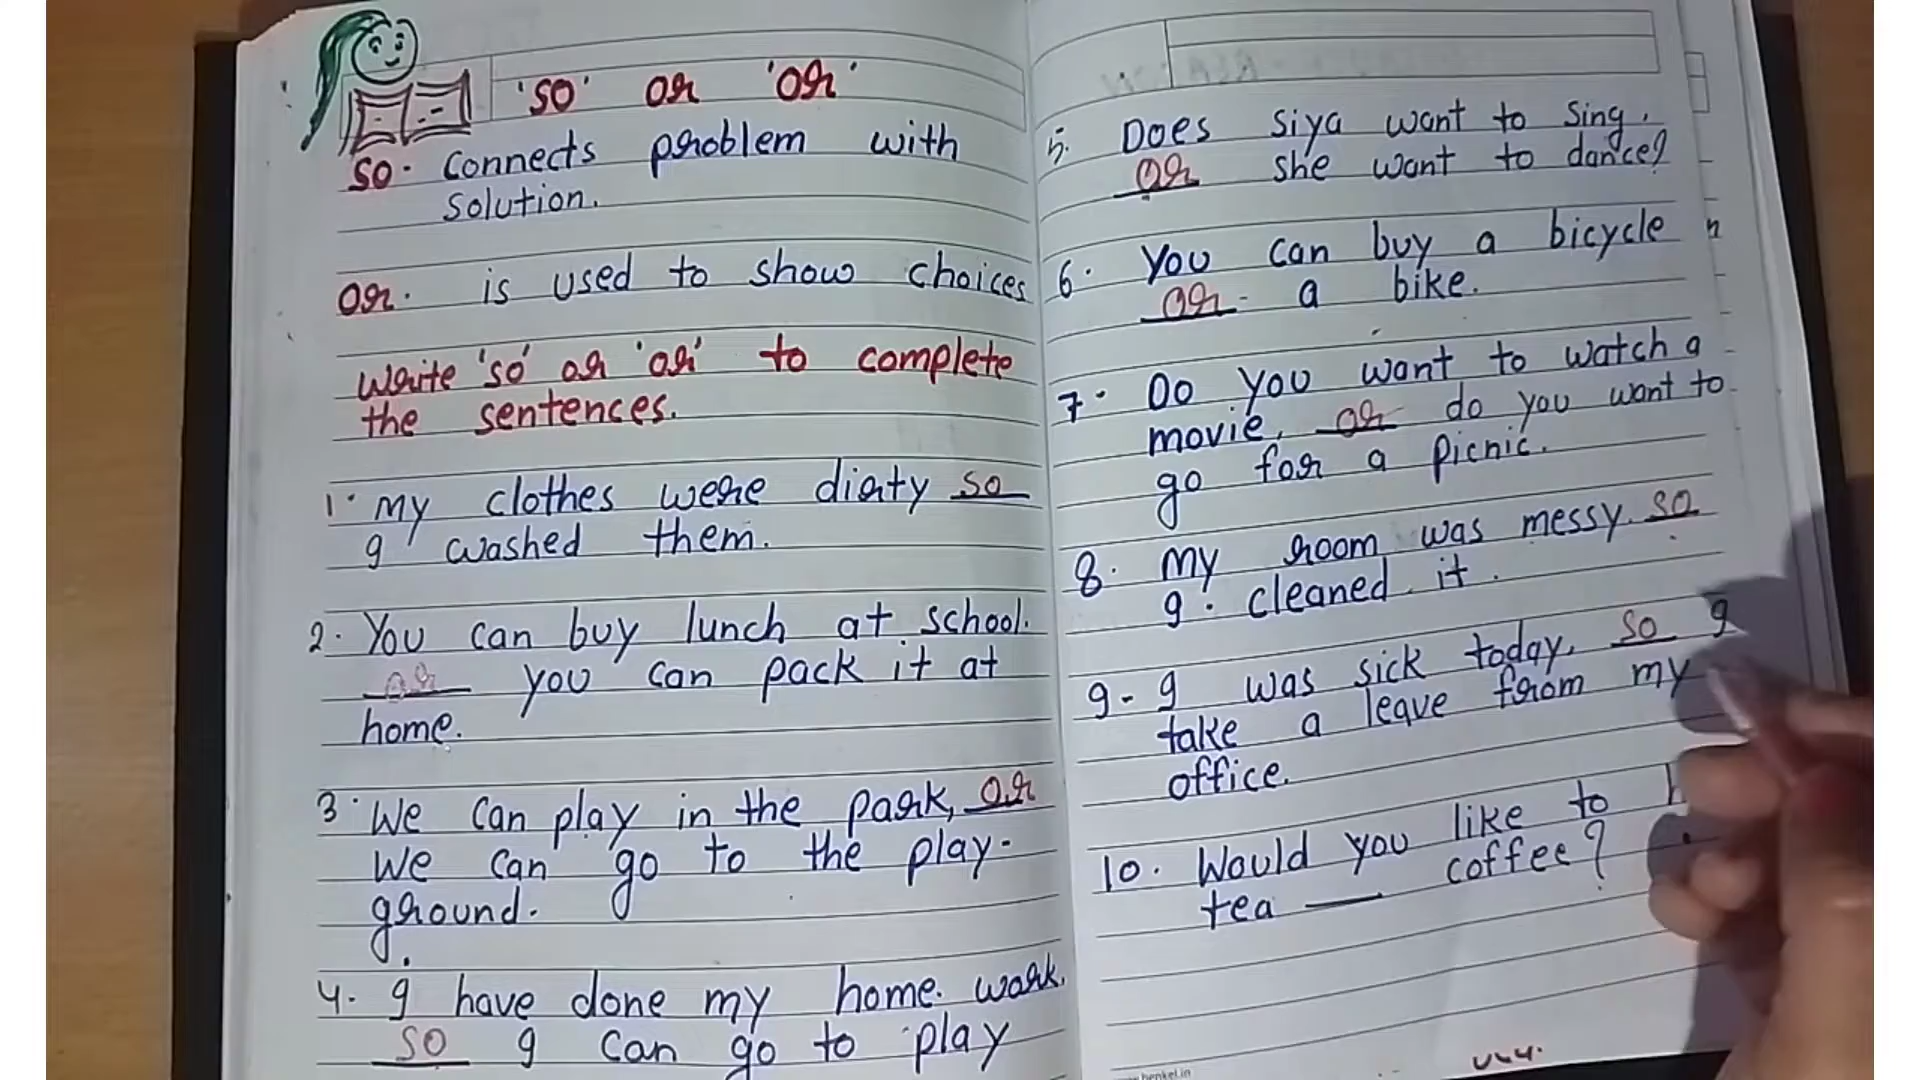 'so' or 'or'
so. connects problem with
solution.
or. is used to show choices
Write 'so' or 'or' to complete
the sentences.
1. My clothes were dirty so
I washed them.
2. You can buy lunch at school.
or you can pack it at
home.
3. We can play in the park, or
we can go to the play-
ground.
4. I have done my home work.
so I can go to play
5. Does siya want to sing,
or she want to dance?
6. You can buy a bicycle
or a bike.
7. Do you want to watch a
movie, or do you want to
go for a picnic.
8. My room was messy so
I cleaned it.
9- I was sick today, so I
take a leave from my
office.
10. Would you like to
tea ___ coffee?